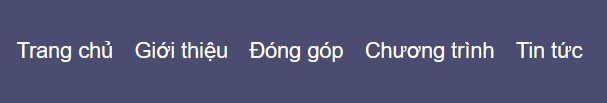 Trang chủ Giới thiệu Đóng góp Chương trình Tin tức